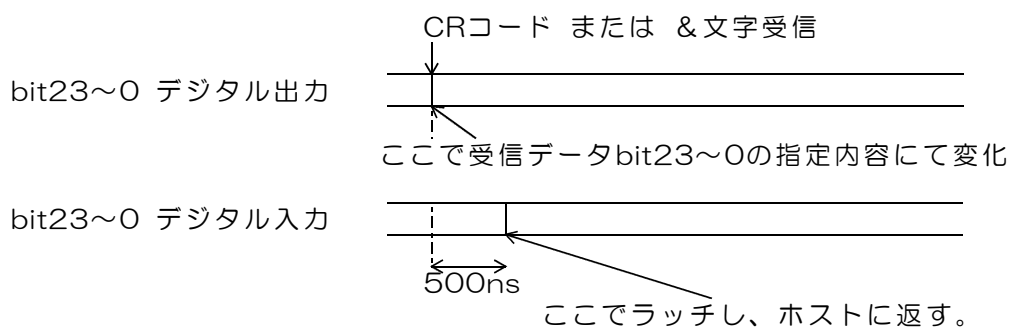 CRコード または &文字受信
bit23～0 デジタル出力
ここで受信データbit23～0の指定内容にて変化
bit23～0 デジタル入力
500ns
ここでラッチし、ホストに返す。